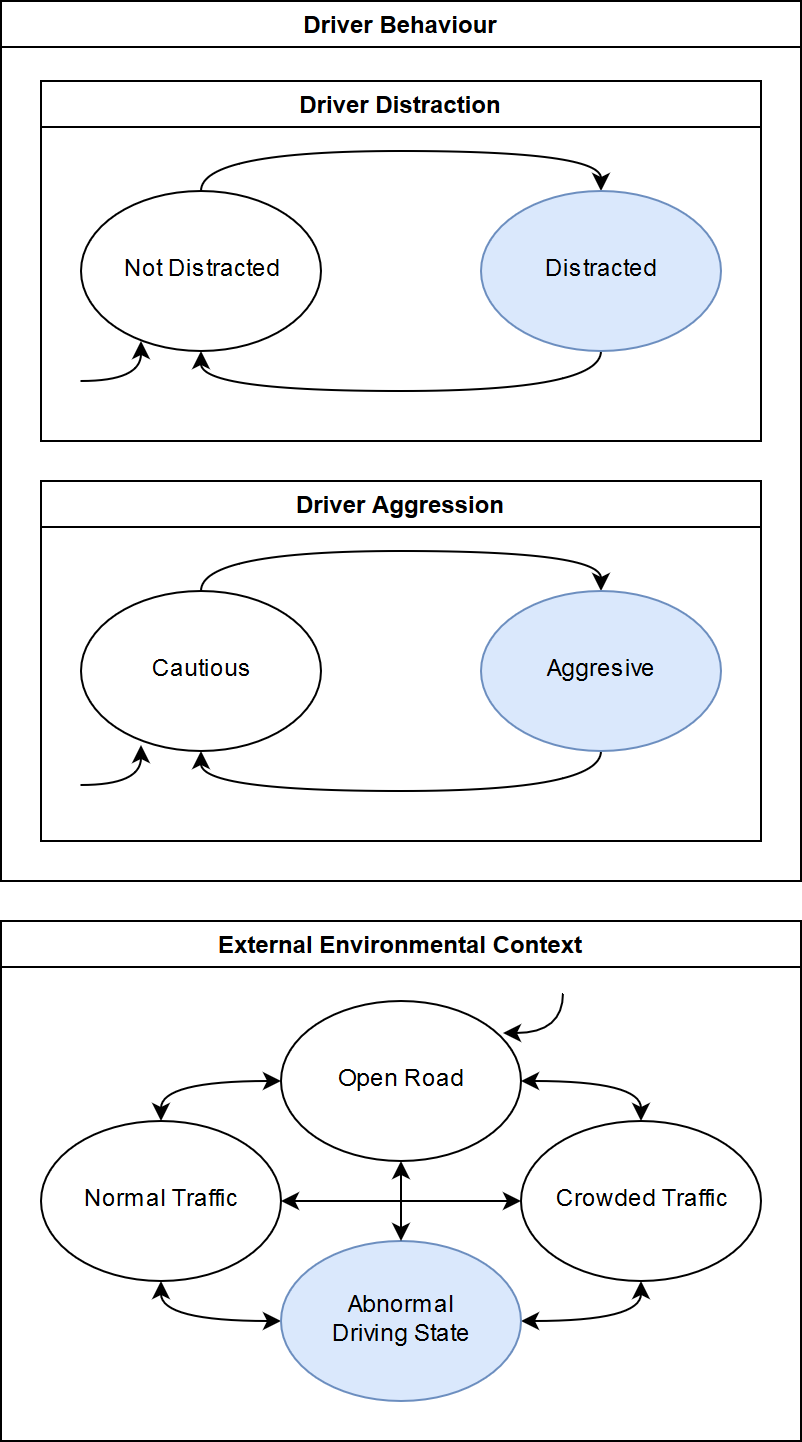 Driver Behaviour
Driver Distraction
Not Distracted
Distracted
Driver Aggression
Cautious
Aggresive
External Environmental Context
Open Road
Normal Traffic
Crowded Traffic
Abnormal
Driving State